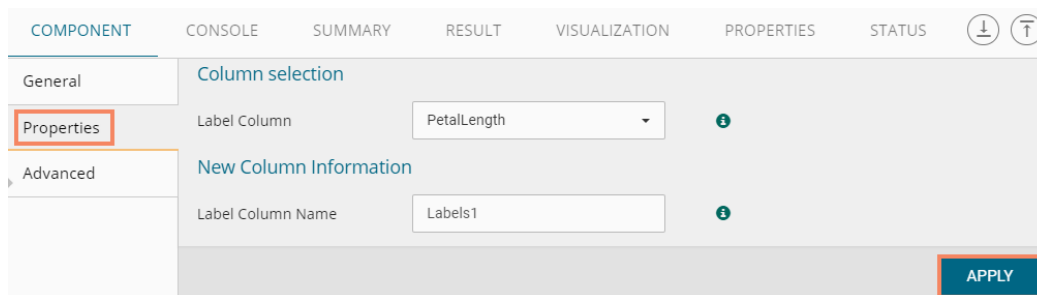 COMPONENT CONSOLE SUMMARY RESULT VISUALIZATION PROPERTIES STATUS
General
Column selection
Properties
Label Column PetalLength
Advanced
New Column Information
Label Column Name Labels1
APPLY